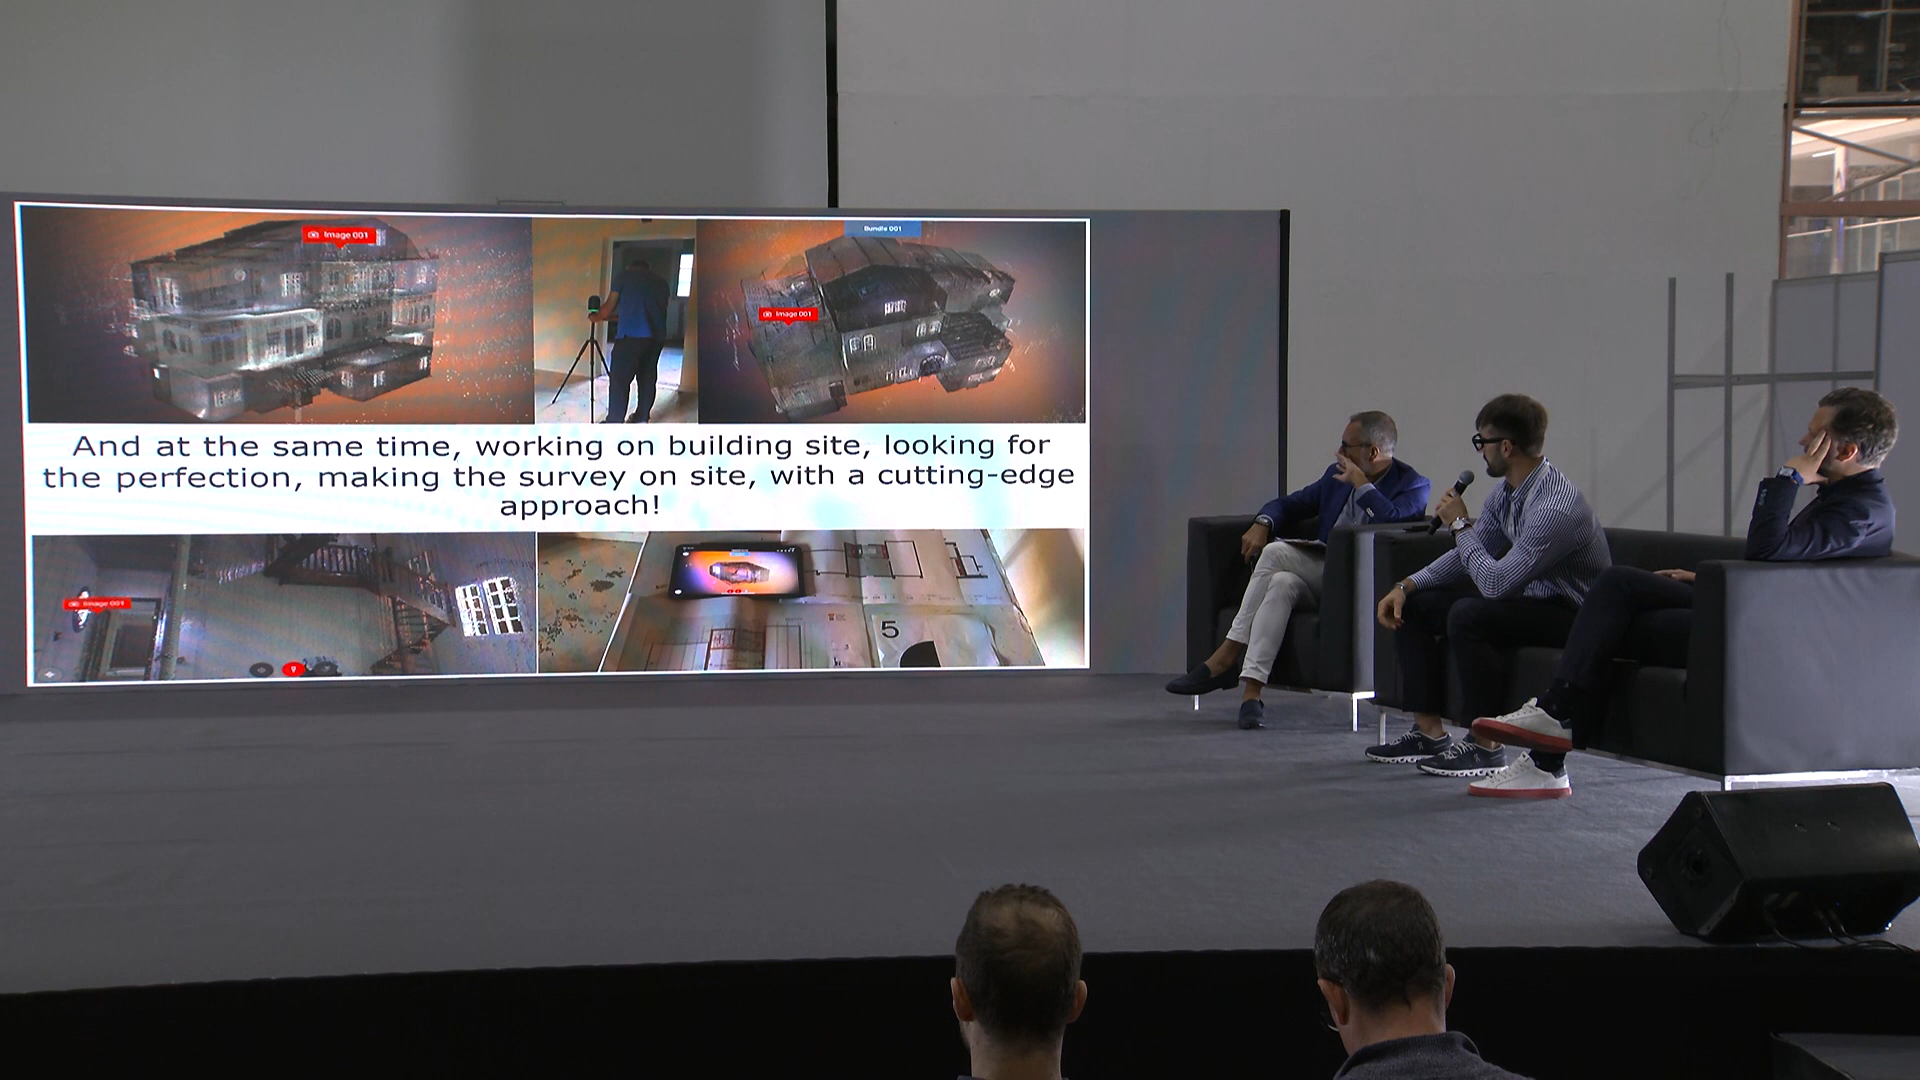 Image 001
Bundle 001
Image 001
And at the same time, working on building site, looking for
the perfection, making the survey on site, with a cutting-edge
approach!
Image 001
5